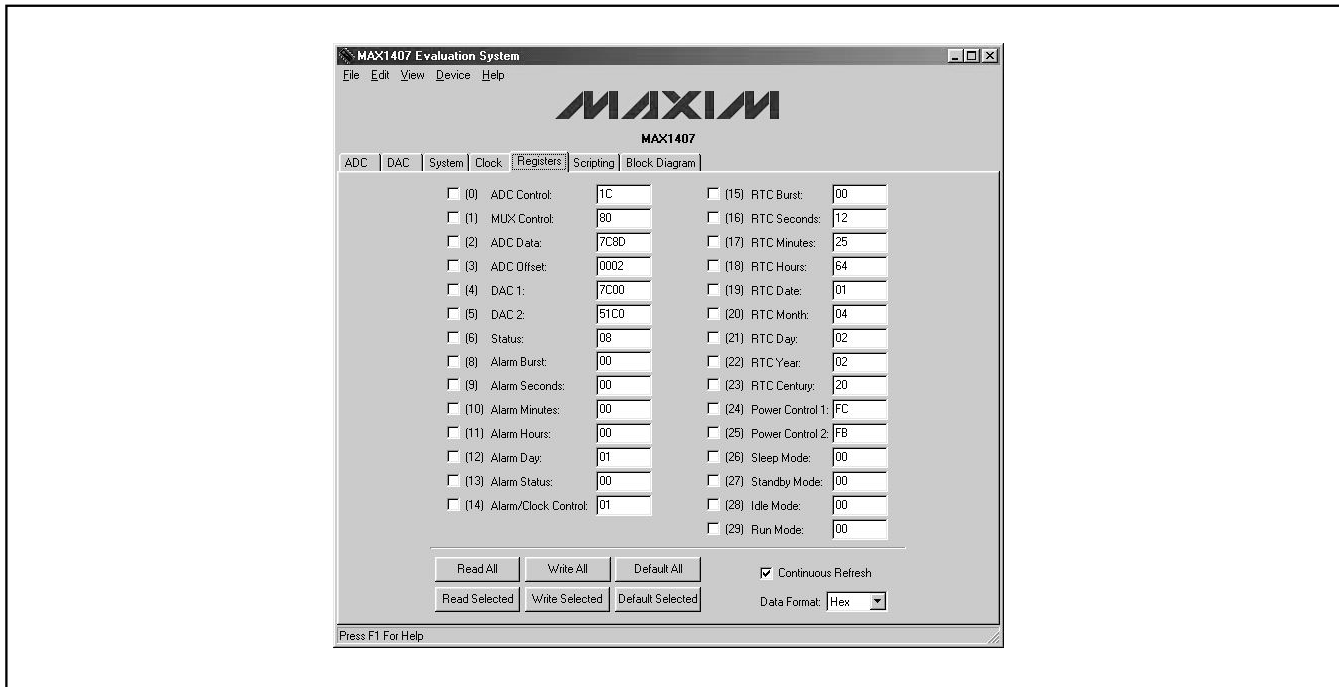 MAX1407 Evaluation System
File Edit View Device Help
MAXIM
MAX1407
ADC DAC System Clock Registers Scripting Block Diagram
(0) ADC Control: 1C
(1) MUX Control: 80
(2) ADC Data: 7C8D
(3) ADC Offset: 0002
(4) DAC 1: 7C00
(5) DAC 2: 51C0
(6) Status: 08
(8) Alarm Burst: 00
(9) Alarm Seconds: 00
(10) Alarm Minutes: 00
(11) Alarm Hours: 00
(12) Alarm Day: 01
(13) Alarm Status: 00
(14) Alarm/Clock Control: 01
(15) RTC Burst: 00
(16) RTC Seconds: 12
(17) RTC Minutes: 25
(18) RTC Hours: 64
(19) RTC Date: 01
(20) RTC Month: 04
(21) RTC Day: 02
(22) RTC Year: 02
(23) RTC Century: 20
(24) Power Control 1: FC
(25) Power Control 2: FB
(26) Sleep Mode: 00
(27) Standby Mode: 00
(28) Idle Mode: 00
(29) Run Mode: 00
Read All Write All Default All
Read Selected Write Selected Default Selected
Continuous Refresh
Data Format: Hex
Press F1 For Help